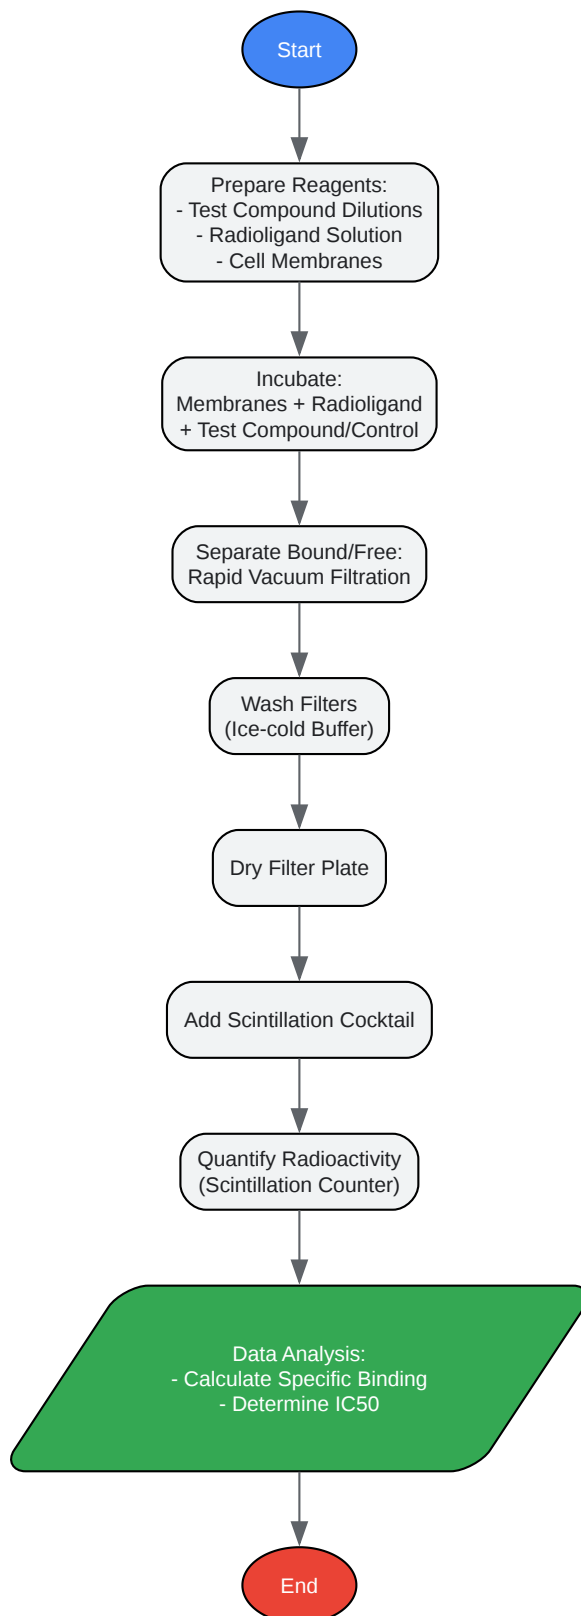 Start
Prepare Reagents:
- Test Compound Dilutions
- Radioligand Solution
- Cell Membranes
Incubate:
Membranes + Radioligand
+ Test Compound/Control
Separate Bound/Free:
Rapid Vacuum Filtration
Wash Filters
(Ice-cold Buffer)
Dry Filter Plate
Add Scintillation Cocktail
Quantify Radioactivity
(Scintillation Counter)
Data Analysis:
- Calculate Specific Binding
- Determine IC50
End